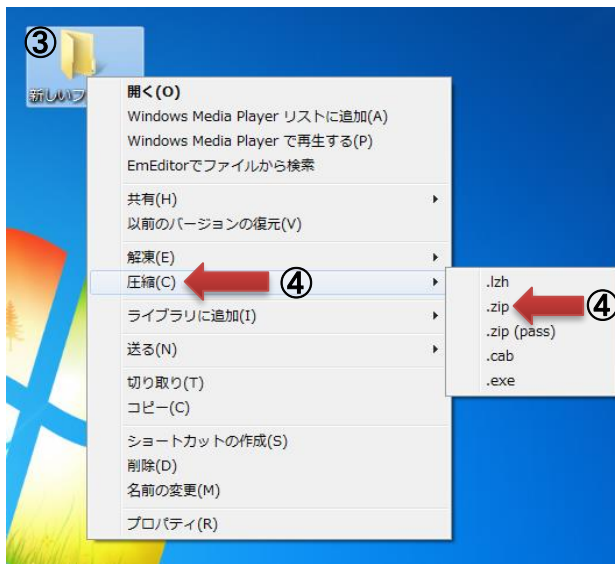 ③
新しいフ
開く(O)
Windows Media Player リストに追加(A)
Windows Media Player で再生する(P)
EmEditorでファイルから検索
共有(H)
以前のバージョンの復元(V)
解凍(E)
圧縮(C) ④
.lzh
.zip ④
.zip (pass)
.cab
.exe
ライブラリに追加(I)
送る(N)
切り取り(T)
コピー(C)
ショートカットの作成(S)
削除(D)
名前の変更(M)
プロパティ(R)